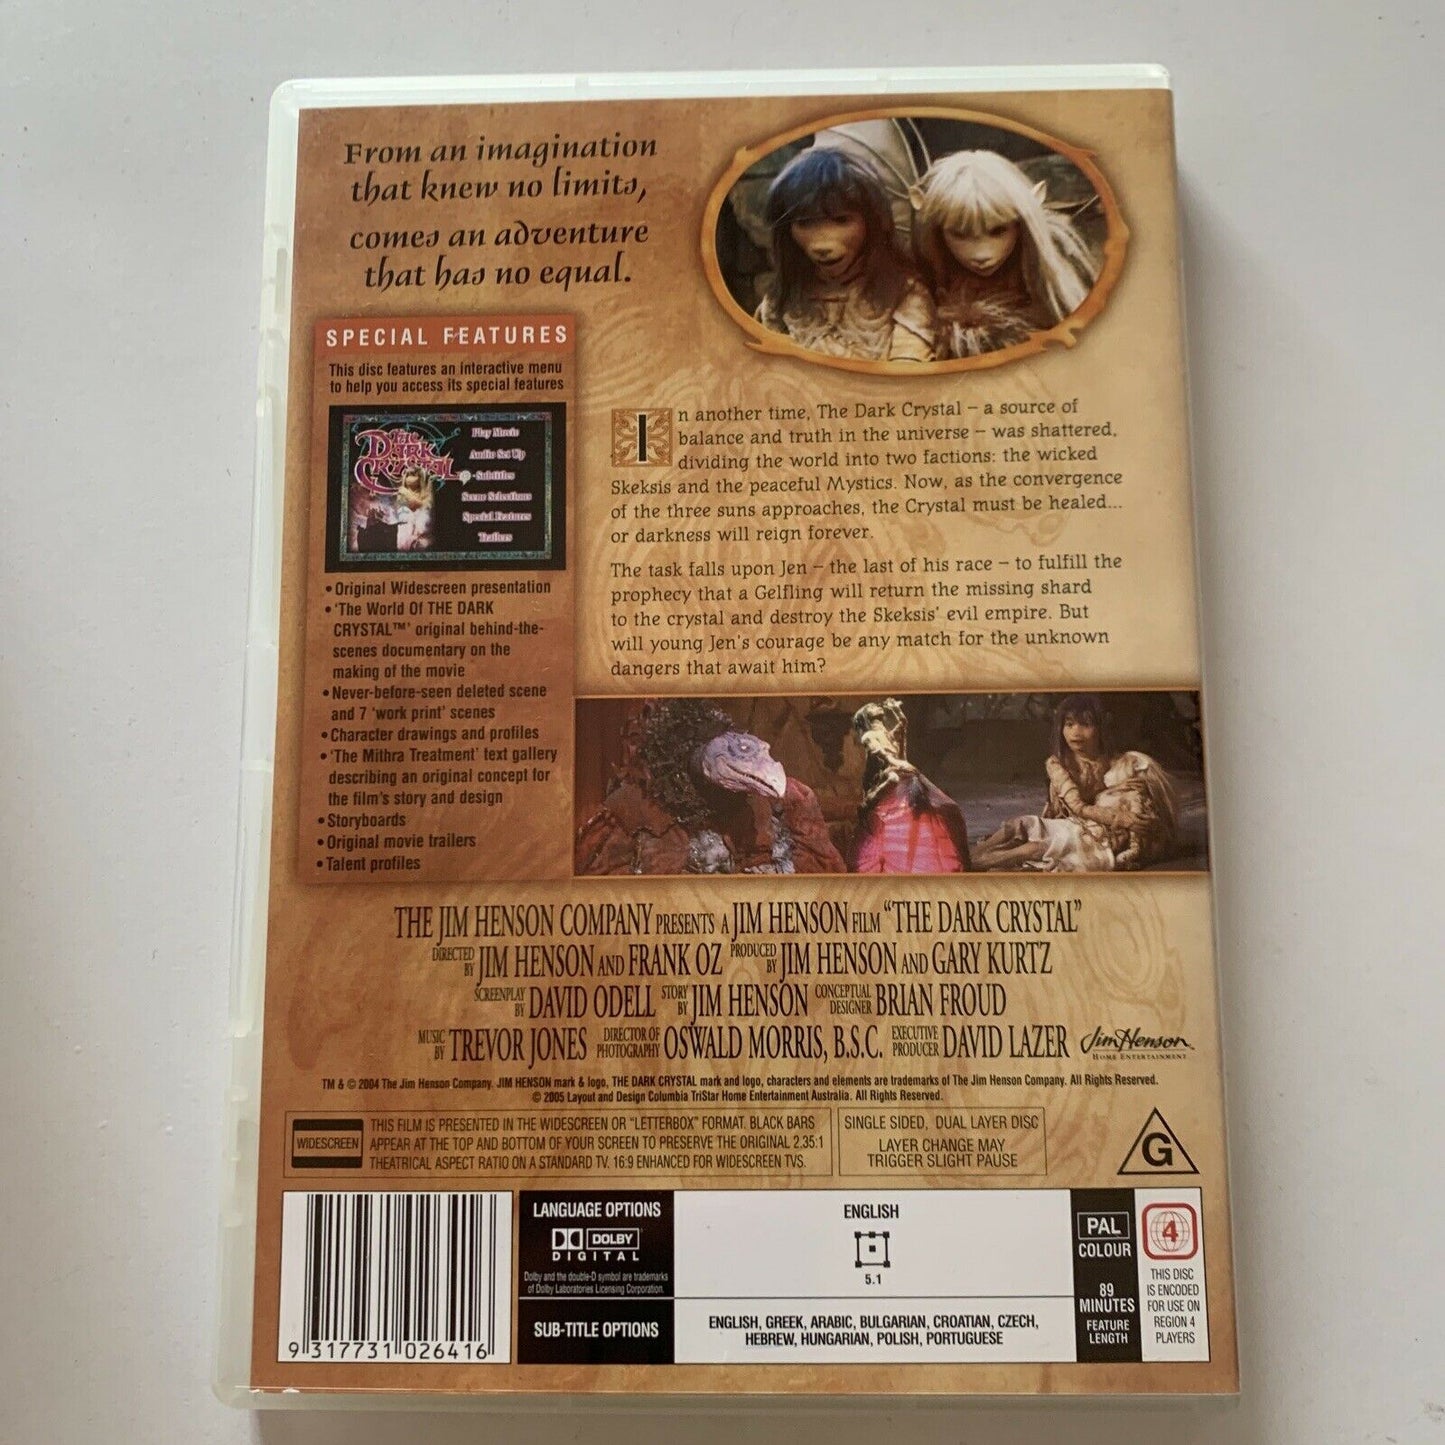 From an imagination
that knew no limits,
comes an adventure
that has no equal.
SPECIAL FEATURES
This disc features an interactive menu
to help you access its special features
THE
DARK
CRYSTAL
Play Movie
Audio Set Up
Subtitles
Scene Selections
Special Features
Trailers
• Original Widescreen presentation
• 'The World Of THE DARK
CRYSTAL™' original behind-the-
scenes documentary on the
making of the movie
• Never-before-seen deleted scene
and 7 'work print' scenes
• Character drawings and profiles
• 'The Mithra Treatment' text gallery
describing an original concept for
the film's story and design
• Storyboards
• Original movie trailers
• Talent profiles
In another time, The Dark Crystal – a source of
balance and truth in the universe – was shattered,
dividing the world into two factions: the wicked
Skeksis and the peaceful Mystics. Now, as the convergence
of the three suns approaches, the Crystal must be healed...
or darkness will reign forever.
The task falls upon Jen – the last of his race – to fulfill the
prophecy that a Gelfling will return the missing shard
to the crystal and destroy the Skeksis' evil empire. But
will young Jen's courage be any match for the unknown
dangers that await him?
THE JIM HENSON COMPANY PRESENTS A JIM HENSON FILM "THE DARK CRYSTAL"
DIRECTED BY JIM HENSON AND FRANK OZ PRODUCED BY JIM HENSON AND GARY KURTZ
SCREENPLAY BY DAVID ODELL STORY BY JIM HENSON CONCEPTUAL DESIGNER BRIAN FROUD
MUSIC BY TREVOR JONES DIRECTOR OF PHOTOGRAPHY OSWALD MORRIS, B.S.C. EXECUTIVE PRODUCER DAVID LAZER
Jim Henson
HOME ENTERTAINMENT
TM & © 2004 The Jim Henson Company. JIM HENSON mark & logo, THE DARK CRYSTAL mark and logo, characters and elements are trademarks of The Jim Henson Company. All Rights Reserved.
© 2005 Layout and Design Columbia TriStar Home Entertainment Australia. All Rights Reserved.
WIDESCREEN
THIS FILM IS PRESENTED IN THE WIDESCREEN OR "LETTERBOX" FORMAT. BLACK BARS
APPEAR AT THE TOP AND BOTTOM OF YOUR SCREEN TO PRESERVE THE ORIGINAL 2.35:1
THEATRICAL ASPECT RATIO ON A STANDARD TV. 16:9 ENHANCED FOR WIDESCREEN TVS.
SINGLE SIDED, DUAL LAYER DISC
LAYER CHANGE MAY
TRIGGER SLIGHT PAUSE
G
9 317731 026416
LANGUAGE OPTIONS
DOLBY
DIGITAL
Dolby and the double-D symbol are trademarks
of Dolby Laboratories Licensing Corporation.
ENGLISH
5.1
SUB-TITLE OPTIONS
ENGLISH, GREEK, ARABIC, BULGARIAN, CROATIAN, CZECH,
HEBREW, HUNGARIAN, POLISH, PORTUGUESE
PAL
COLOUR
89
MINUTES
FEATURE
LENGTH
4
THIS DISC
IS ENCODED
FOR USE ON
REGION 4
PLAYERS